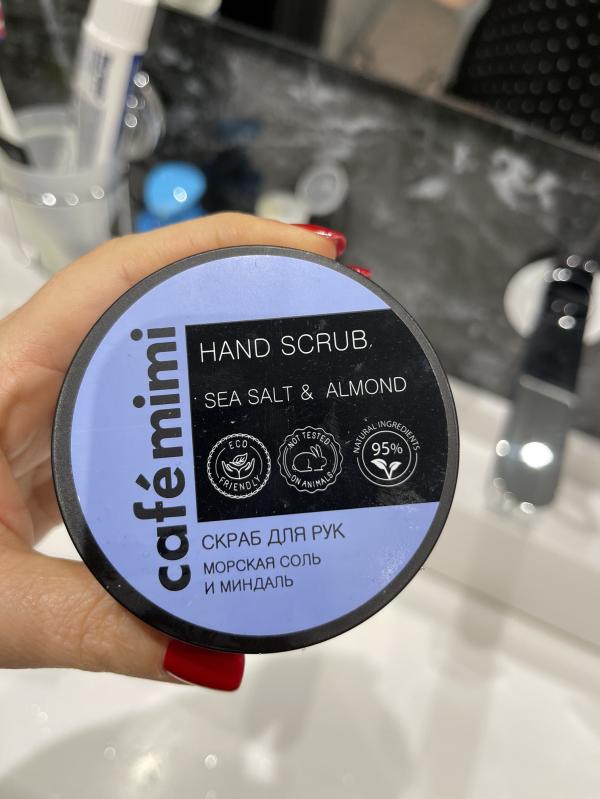 café mimi
HAND SCRUB
SEA SALT & ALMOND
ECO
FRIENDLY
NOT TESTED
ON ANIMALS
NATURAL INGREDIENTS
95%
СКРАБ ДЛЯ РУК
МОРСКАЯ СОЛЬ
И МИНДАЛЬ